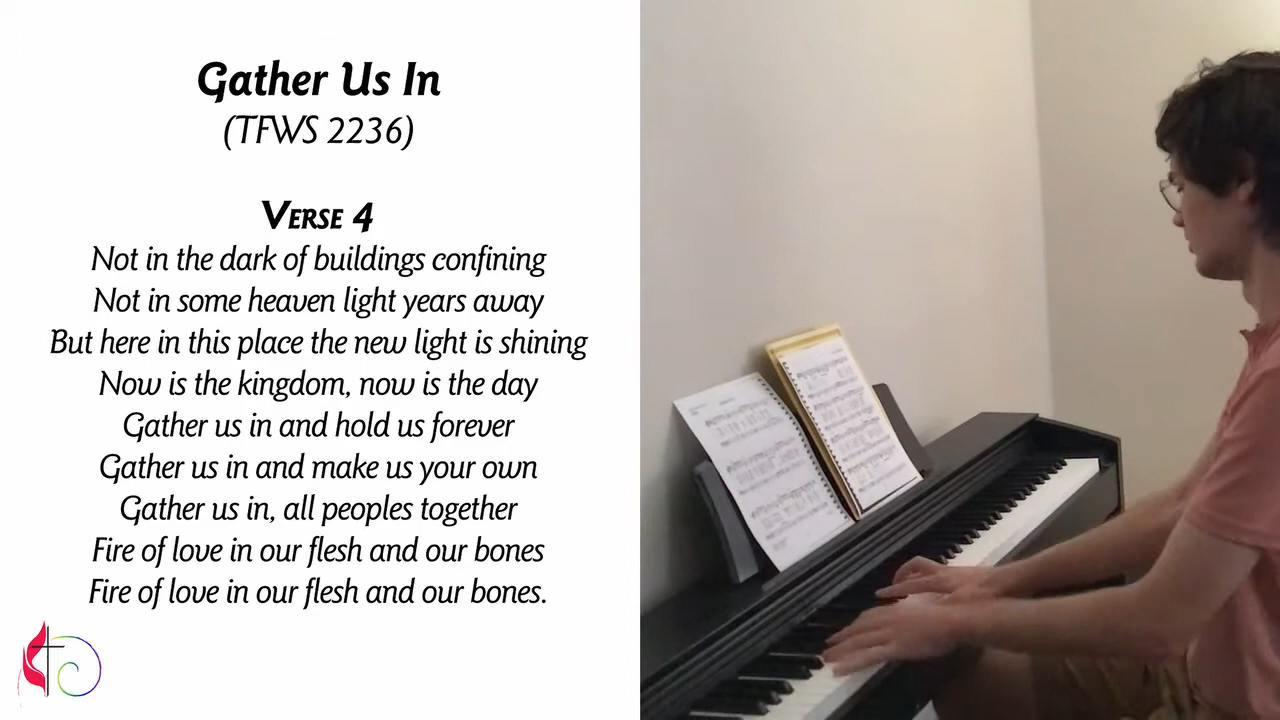 Gather Us In
(TFWS 2236)
Verse 4
Not in the dark of buildings confining
Not in some heaven light years away
But here in this place the new light is shining
Now is the kingdom, now is the day
Gather us in and hold us forever
Gather us in and make us your own
Gather us in, all peoples together
Fire of love in our flesh and our bones
Fire of love in our flesh and our bones.